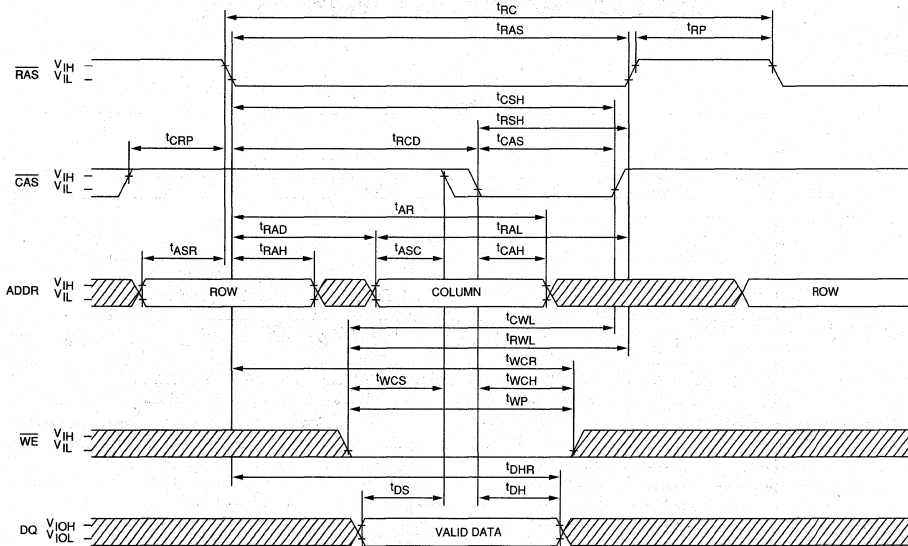 tRC
tRAS
tRP
RAS VIH
VIL
tCSH
tRSH
tCRP
tRCD
tCAS
CAS VIH
VIL
tAR
tRAD
tRAL
tASR
tRAH
tASC
tCAH
ADDR VIH
VIL
ROW
COLUMN
ROW
tCWL
tRWL
tWCR
tWCS
tWCH
tWP
WE VIH
VIL
tDHR
tDS
tDH
DQ VIOH
VIOL
VALID DATA